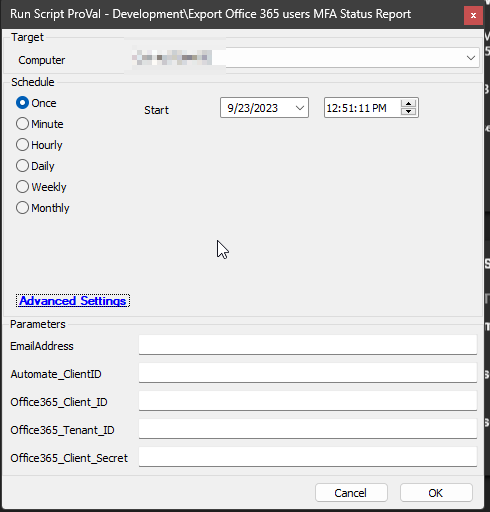 Run Script ProVal - Development\Export Office 365 users MFA Status Report
Target
Computer
Schedule
Once
Start
9/23/2023
12:51:11 PM
Minute
Hourly
Daily
Weekly
Monthly
Advanced Settings
Parameters
EmailAddress
Automate_ClientID
Office365_Client_ID
Office365_Tenant_ID
Office365_Client_Secret
Cancel
OK